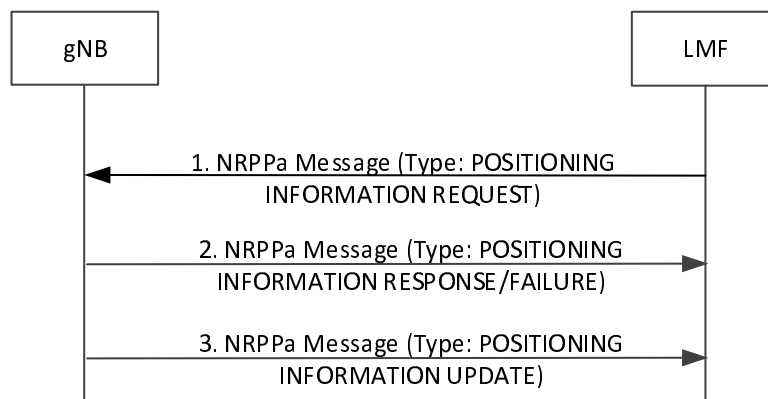 gNB
LMF
1. NRPPa Message (Type: POSITIONING
INFORMATION REQUEST)
2. NRPPa Message (Type: POSITIONING
INFORMATION RESPONSE/FAILURE)
3. NRPPa Message (Type: POSITIONING
INFORMATION UPDATE)